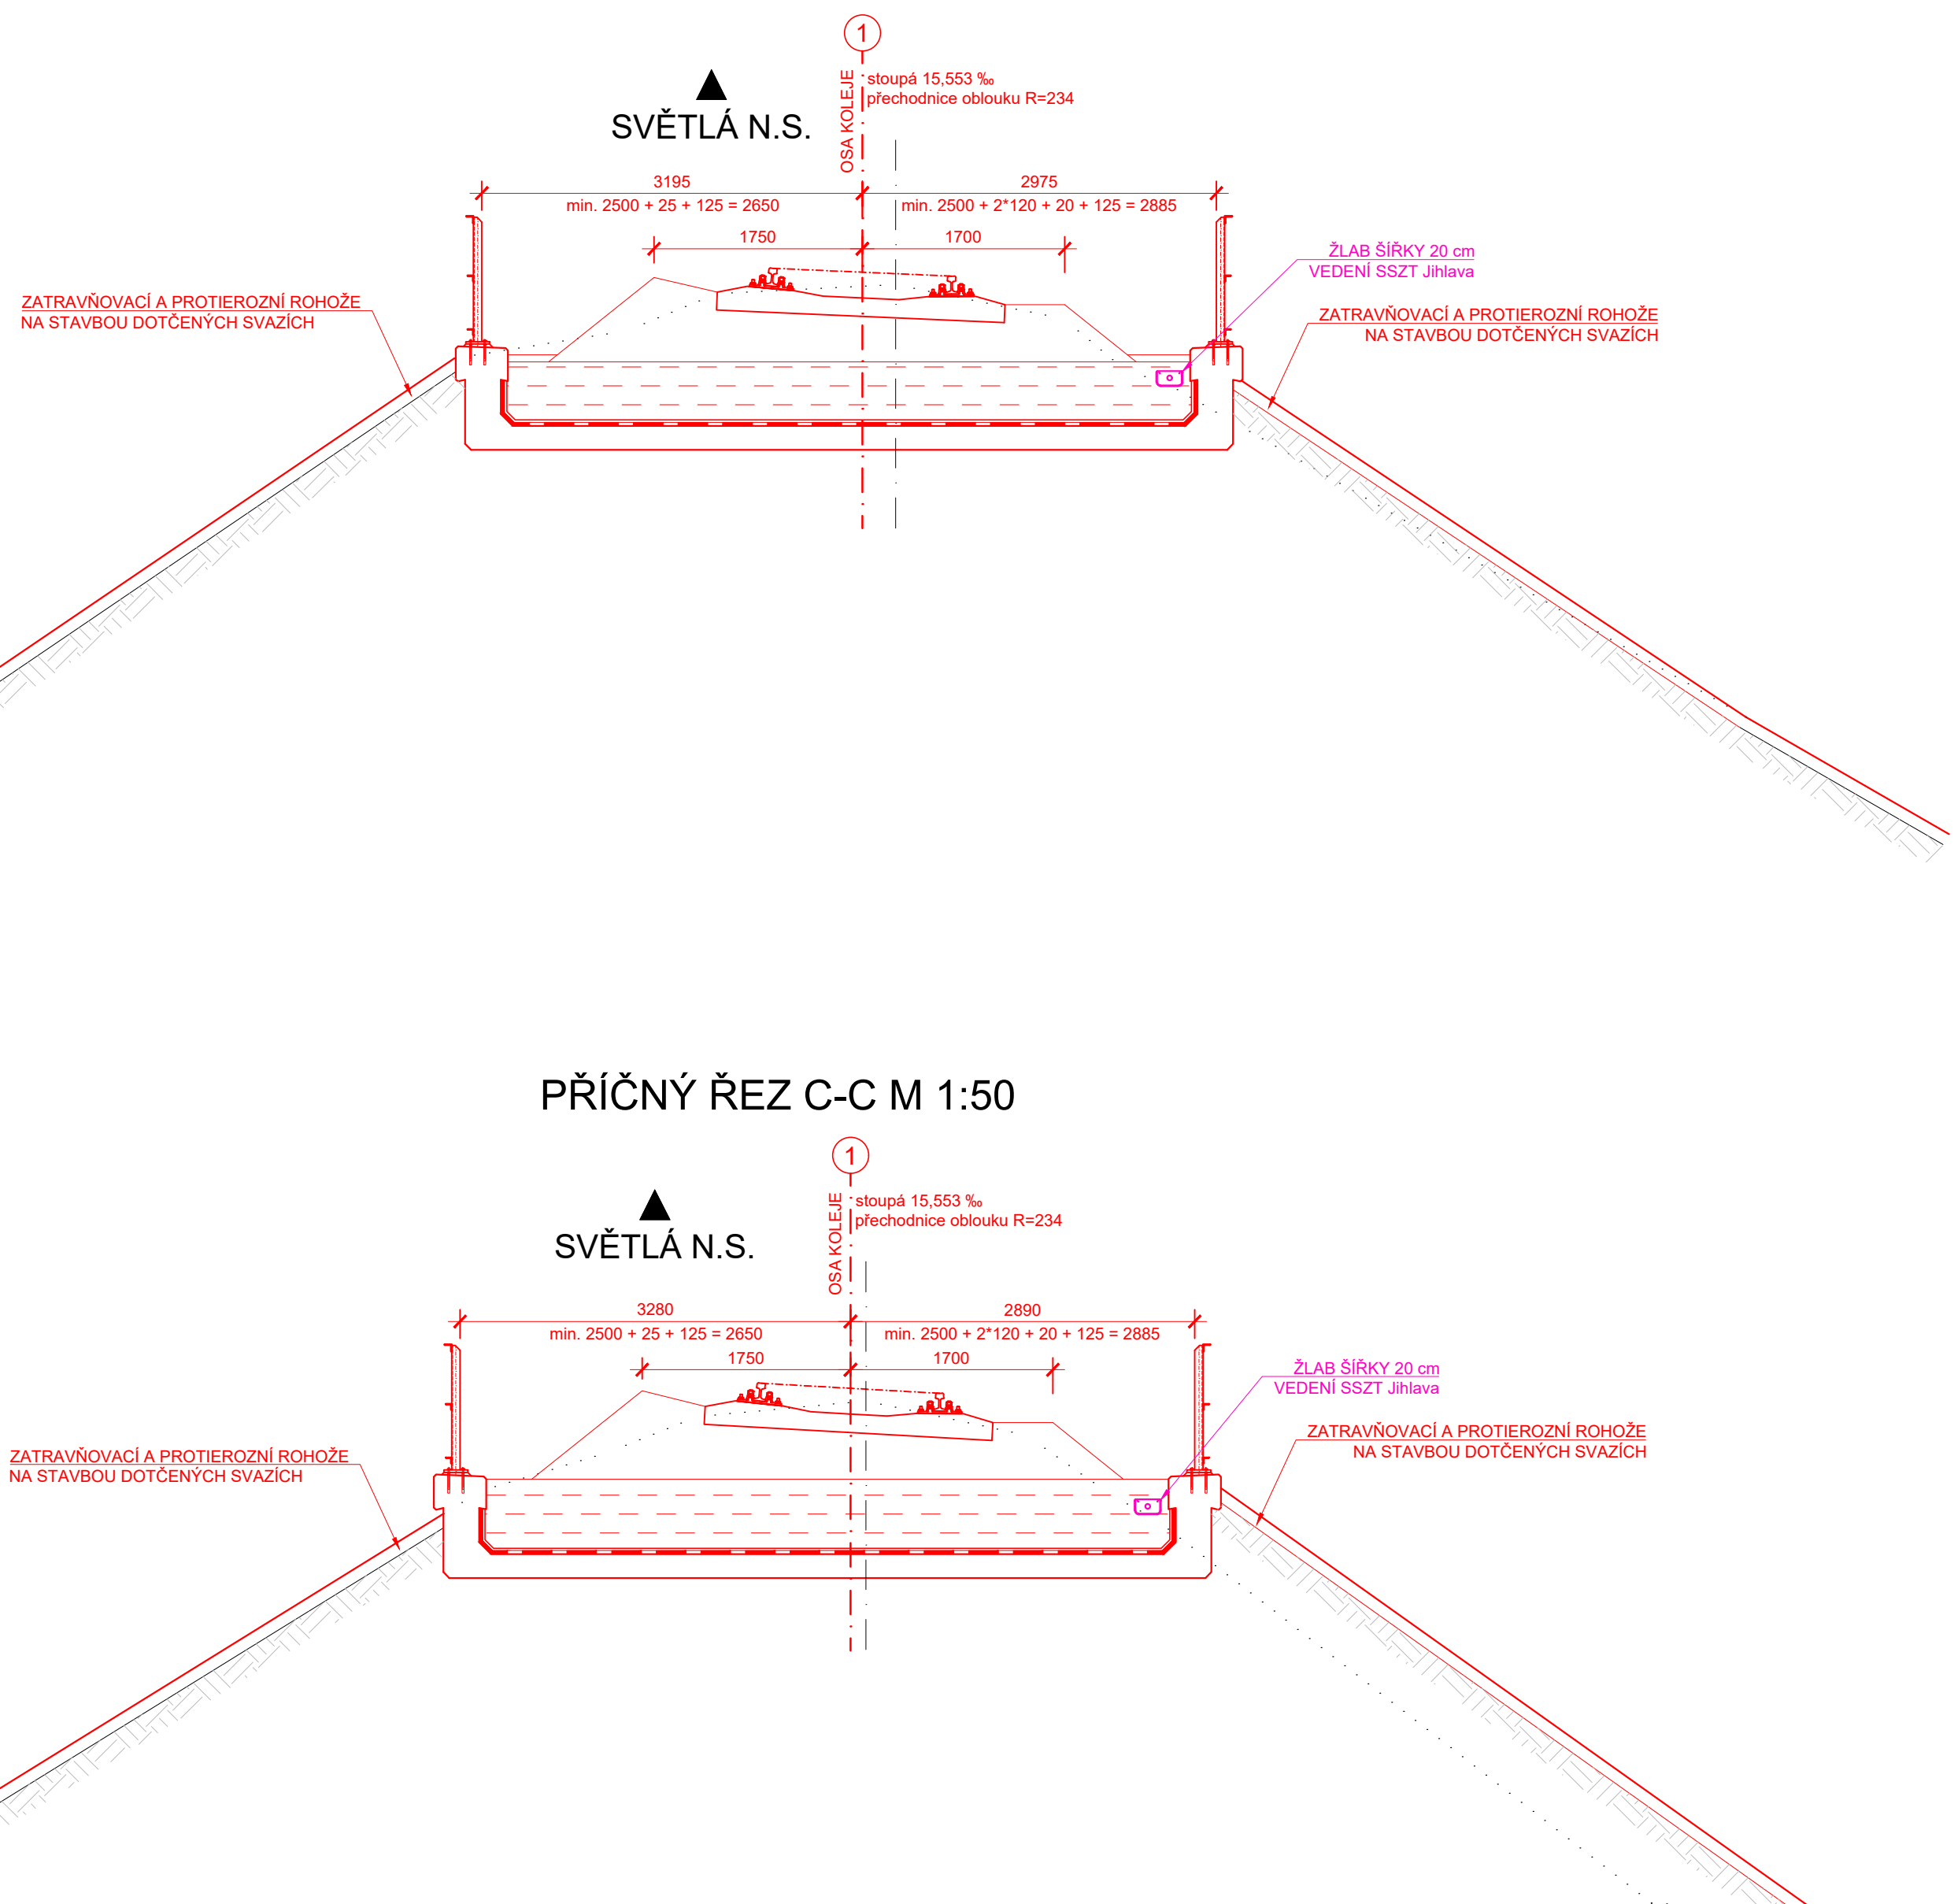 1
OSA KOLEJE
stoupá 15,553 ‰
přechodnice oblouku R=234
SVĚTLÁ N.S.
3195
2975
min. 2500 + 25 + 125 = 2650
min. 2500 + 2*120 + 20 + 125 = 2885
1750
1700
ŽLAB ŠÍŘKY 20 cm
VEDENÍ SSZT Jihlava
ZATRAVŇOVACÍ A PROTIEROZNÍ ROHOŽE
NA STAVBOU DOTČENÝCH SVAZÍCH
ZATRAVŇOVACÍ A PROTIEROZNÍ ROHOŽE
NA STAVBOU DOTČENÝCH SVAZÍCH
PŘÍČNÝ ŘEZ C-C M 1:50
1
OSA KOLEJE
stoupá 15,553 ‰
přechodnice oblouku R=234
SVĚTLÁ N.S.
3280
2890
min. 2500 + 25 + 125 = 2650
min. 2500 + 2*120 + 20 + 125 = 2885
1750
1700
ŽLAB ŠÍŘKY 20 cm
VEDENÍ SSZT Jihlava
ZATRAVŇOVACÍ A PROTIEROZNÍ ROHOŽE
NA STAVBOU DOTČENÝCH SVAZÍCH
ZATRAVŇOVACÍ A PROTIEROZNÍ ROHOŽE
NA STAVBOU DOTČENÝCH SVAZÍCH